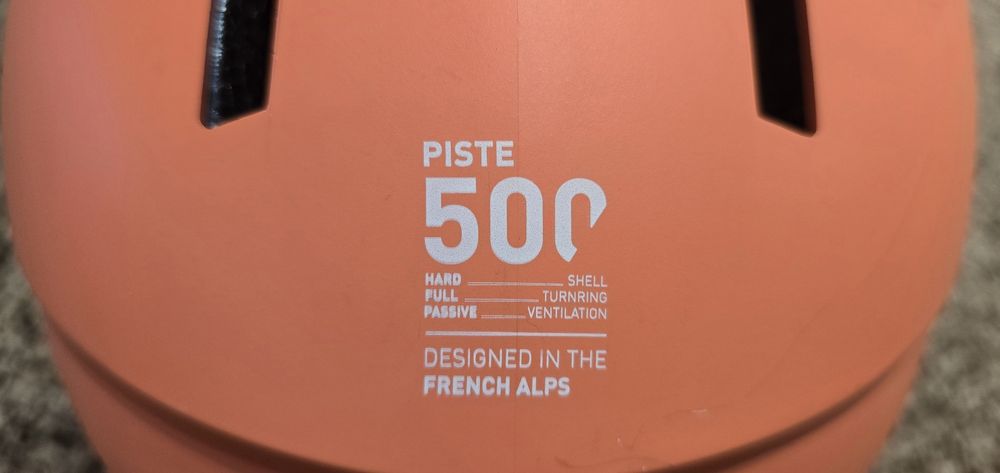 PISTE
500
HARD SHELL
FULL TURNRING
PASSIVE VENTILATION
DESIGNED IN THE
FRENCH ALPS